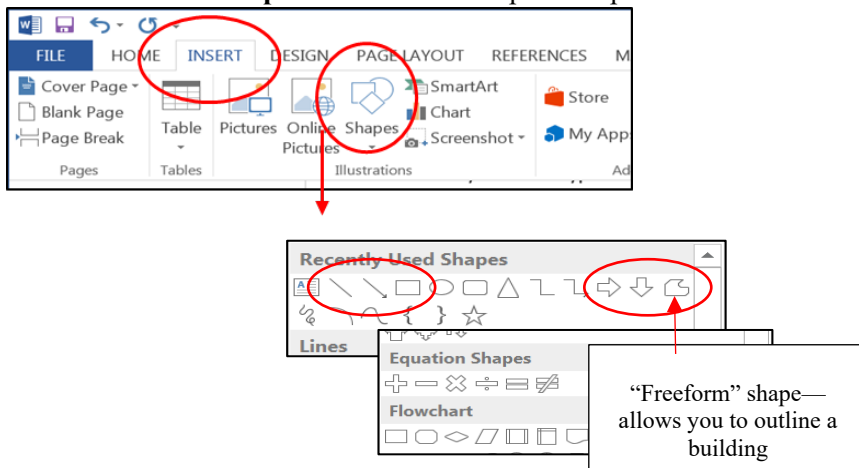 FILE HOME INSERT DESIGN PAGE LAYOUT REFERENCES M
Cover Page
Blank Page
Page Break
Pages
Table
Tables
Pictures
Online
Pictures
Shapes
SmartArt
Chart
Screenshot
Illustrations
Store
My App
Ad
Recently Used Shapes
Lines
Equation Shapes
Flowchart
“Freeform” shape—
allows you to outline a
building